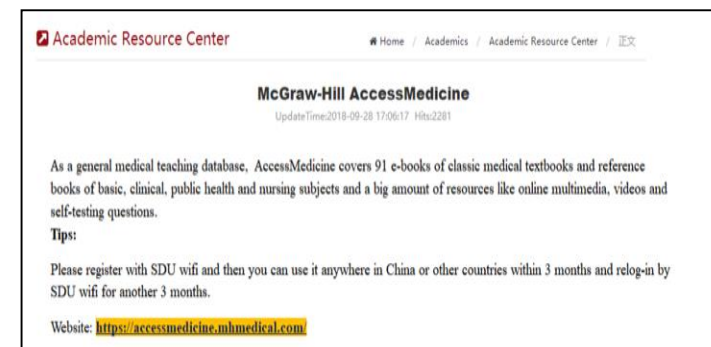 Academic Resource Center
Home / Academics / Academic Resource Center / 正文
McGraw-Hill AccessMedicine
UpdateTime:2018-09-28 17:06:17 Hits:2281
As a general medical teaching database, AccessMedicine covers 91 e-books of classic medical textbooks and reference
books of basic, clinical, public health and nursing subjects and a big amount of resources like online multimedia, videos and
self-testing questions.
Tips:
Please register with SDU wifi and then you can use it anywhere in China or other countries within 3 months and relog-in by
SDU wifi for another 3 months.
Website: https://accessmedicine.mhmedical.com/